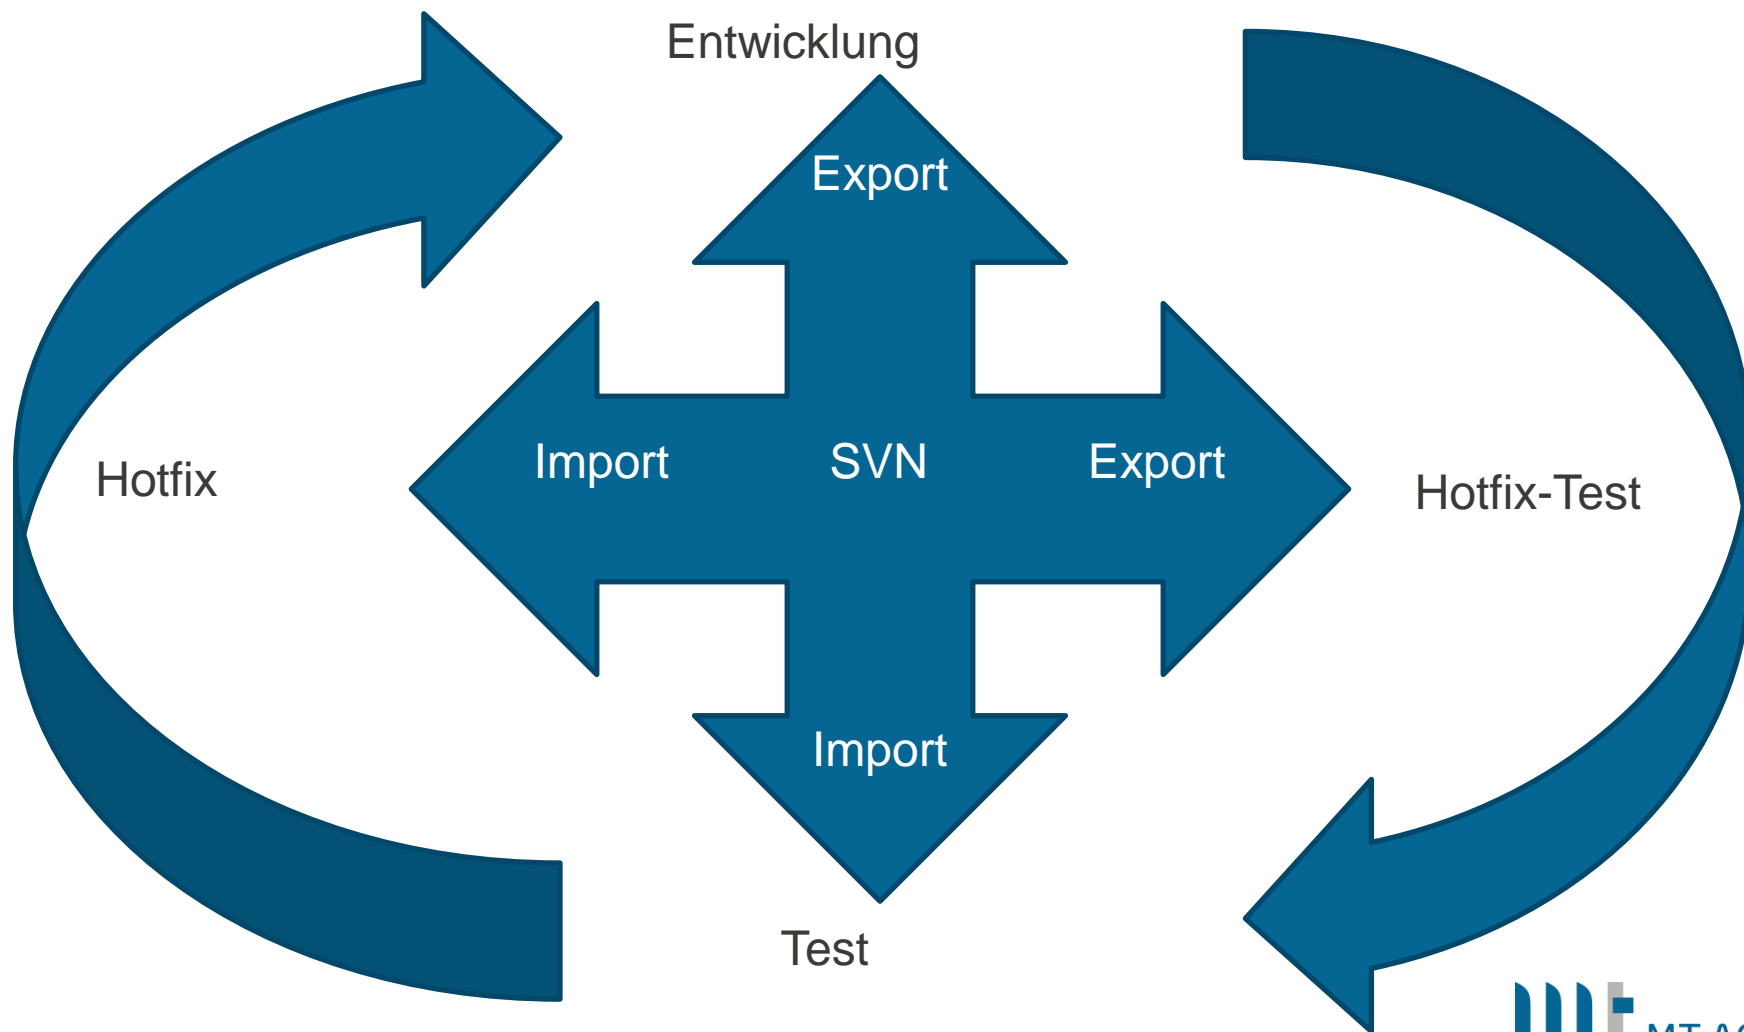 Entwicklung
Export
Import SVN Export
Hotfix
Hotfix-Test
Import
Test